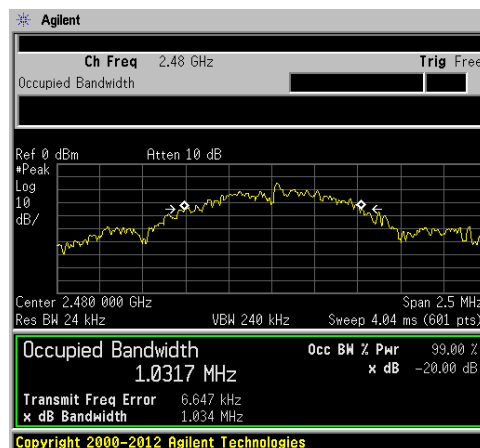 Agilent
Ch Freq 2.48 GHz Trig Free
Occupied Bandwidth
Ref 0 dBm Atten 10 dB
#Peak
Log
10
dB/
Center 2.480 000 GHz Span 2.5 MHz
Res BW 24 kHz VBW 240 kHz Sweep 4.04 ms (601 pts)
Occupied Bandwidth Occ BW % Pwr 99.00 %
1.0317 MHz x dB -20.00 dB
Transmit Freq Error 6.647 kHz
x dB Bandwidth 1.034 MHz
Copyright 2000-2012 Agilent Technologies